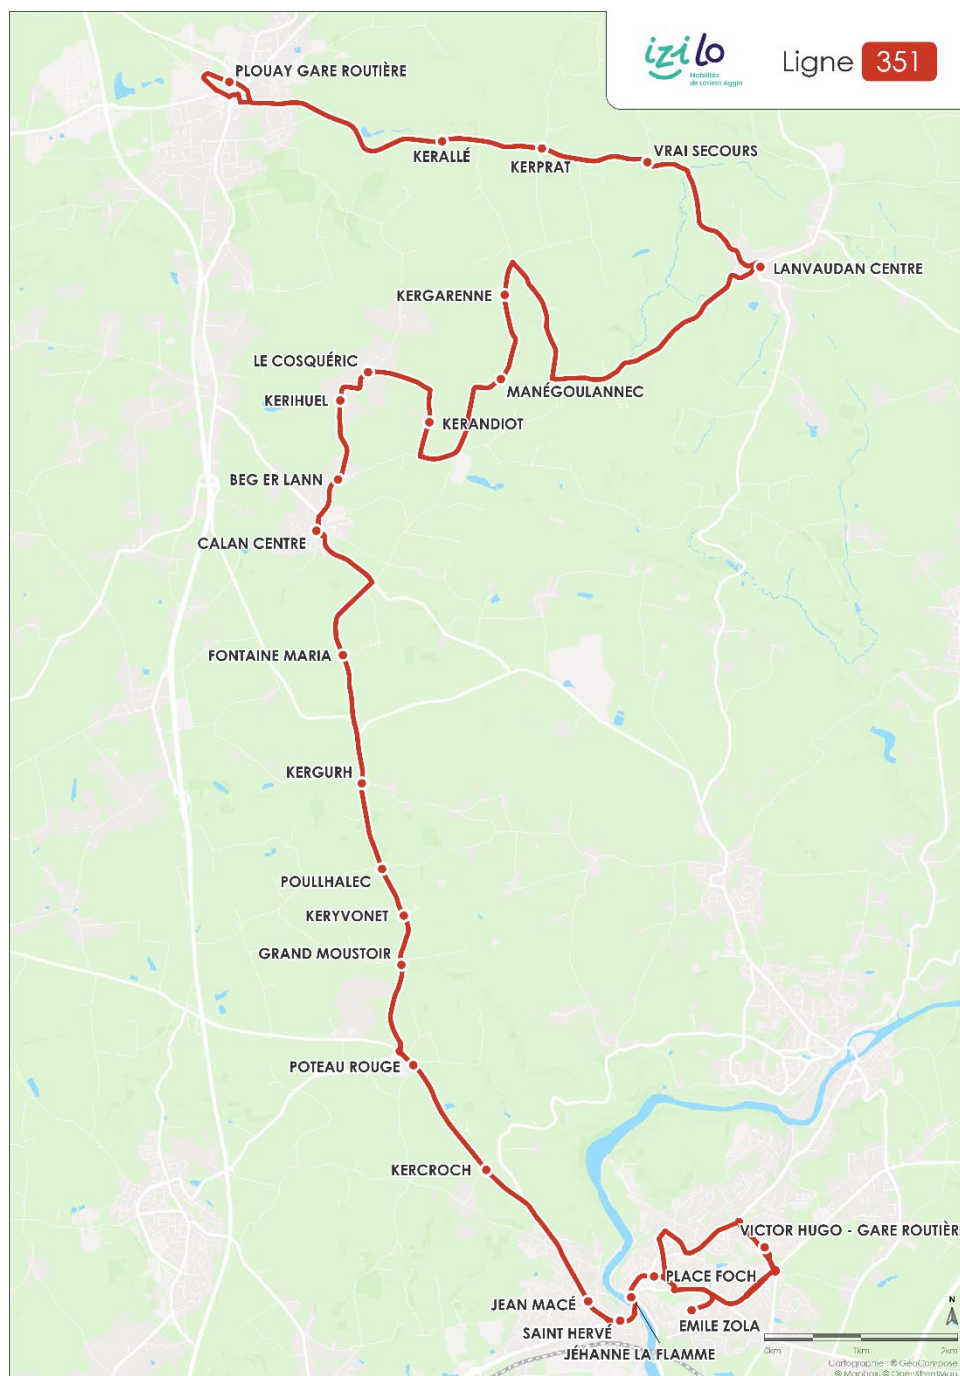 izilo
Mobilités
de Lorient Agglo
Ligne 351
PLOUAY GARE ROUTIÈRE
KERALLÉ
KERPRAT
VRAI SECOURS
LANVAUDAN CENTRE
KERGARENNE
LE COSQUÉRIC
MANÉGOULANNEC
KERIHUEL
KERANDIOT
BEG ER LANN
CALAN CENTRE
FONTAINE MARIA
KERGURH
POULLHALEC
KERYVONET
GRAND MOUSTOIR
POTEAU ROUGE
KERCROCH
VICTOR HUGO - GARE ROUTIÈR
PLACE FOCH
JEAN MACÉ
EMILE ZOLA
SAINT HERVÉ
JÉHANNE LA FLAMME
N
0km 1km 2km
Cartographie : © GéoCompose
© Mapbox, © OpenStreetMap